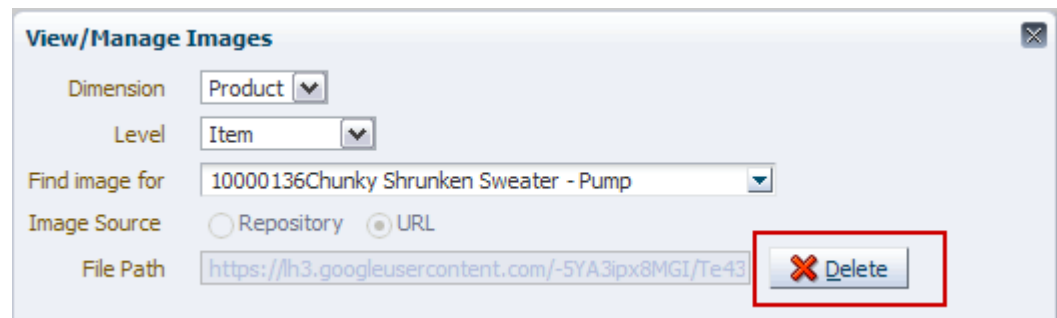 View/Manage Images
Dimension Product
Level Item
Find image for 10000136Chunky Shrunken Sweater - Pump
Image Source Repository URL
File Path https://lh3.googleusercontent.com/-5YA3ipx8MGI/Te43 Delete